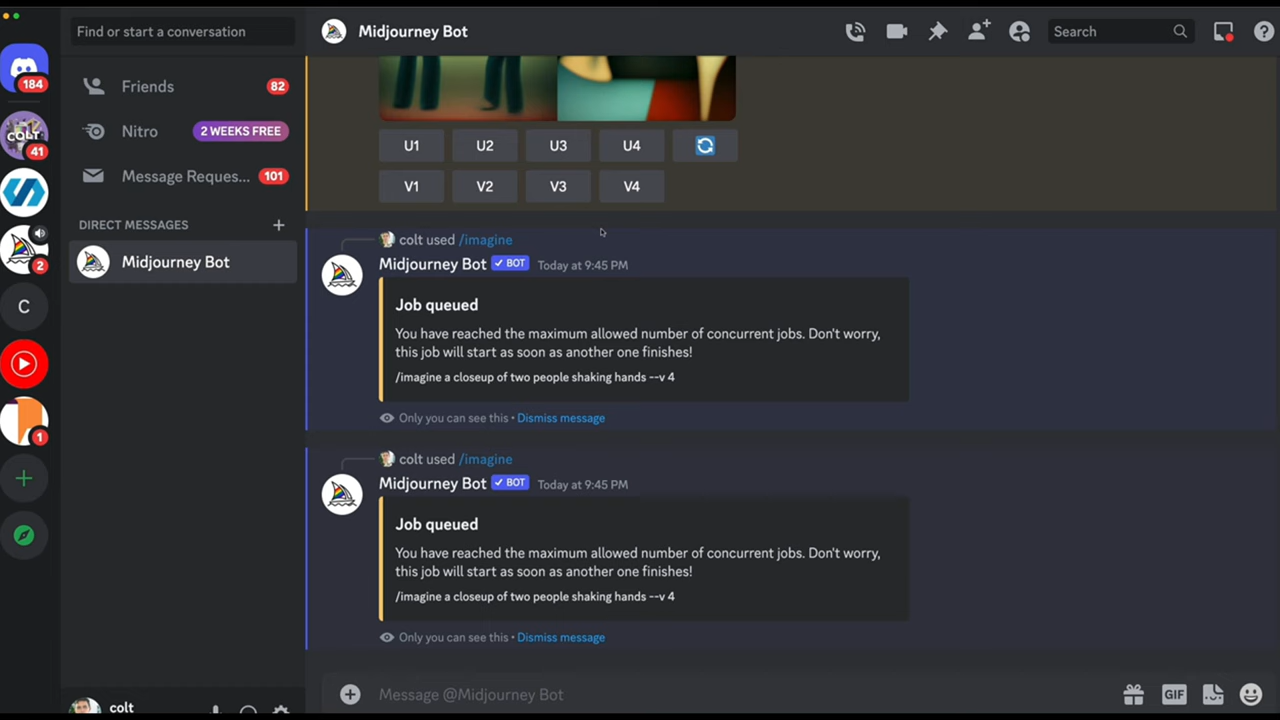 Find or start a conversation
Midjourney Bot
Search
184
Friends
82
COLT
41
Nitro
2 WEEKS FREE
Message Reques...
101
DIRECT MESSAGES
2
Midjourney Bot
C
1
U1 U2 U3 U4
V1 V2 V3 V4
colt used /imagine
Midjourney Bot BOT Today at 9:45 PM
Job queued
You have reached the maximum allowed number of concurrent jobs. Don't worry,
this job will start as soon as another one finishes!
/imagine a closeup of two people shaking hands --v 4
Only you can see this • Dismiss message
colt used /imagine
Midjourney Bot BOT Today at 9:45 PM
Job queued
You have reached the maximum allowed number of concurrent jobs. Don't worry,
this job will start as soon as another one finishes!
/imagine a closeup of two people shaking hands --v 4
Only you can see this • Dismiss message
Message @Midjourney Bot
GIF
colt